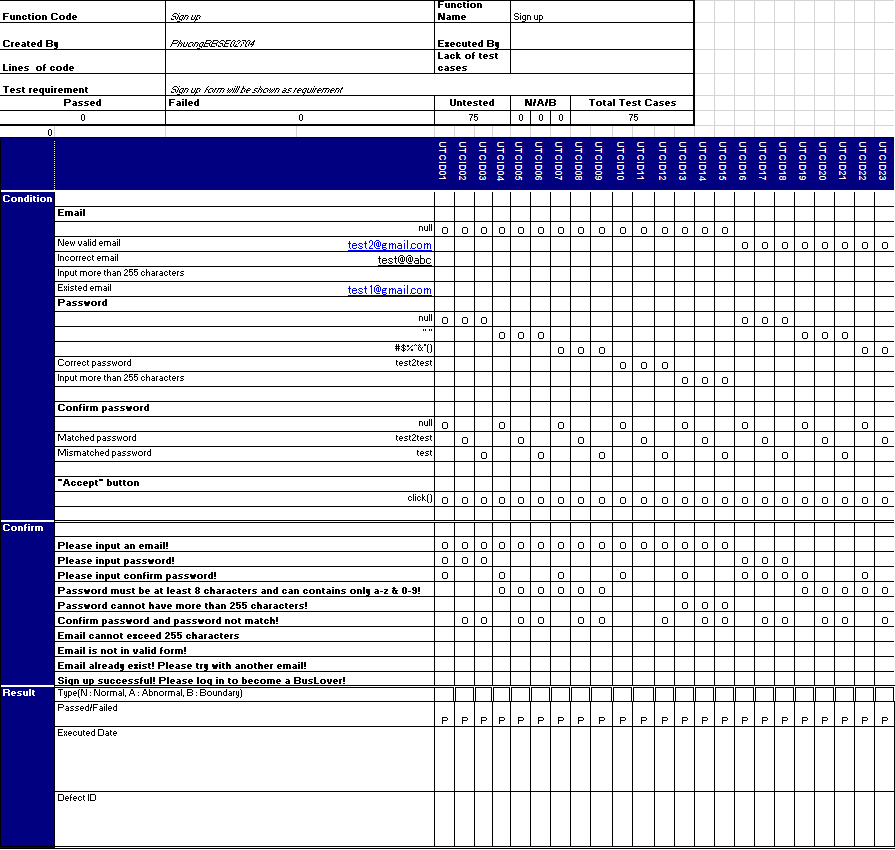 Function Code Sign up Function Name Sign up
Created By PhuongBBSE02704 Executed By
Lines of code Lack of test cases
Test requirement Sign up form will be shown as requirement
Passed Failed Untested N/A/B Total Test Cases
0 0 75 0 0 0 75
0
UTCID01 UTCID02 UTCID03 UTCID04 UTCID05 UTCID06 UTCID07 UTCID08 UTCID09 UTCID10 UTCID11 UTCID12 UTCID13 UTCID14 UTCID15 UTCID16 UTCID17 UTCID18 UTCID19 UTCID20 UTCID21 UTCID22 UTCID23
Condition
Email
null O O O O O O O O O O O O O O O
New valid email test2@gmail.com O O O O O O O O
Incorrect email test@@abc
Input more than 255 characters
Existed email test1@gmail.com
Password
null O O O O O O
" " O O O O O O
#$%^&*() O O O O O
Correct password test2test O O O
Input more than 255 characters O O O
Confirm password
null O O O O O O O O
Matched password test2test O O O O O O O O
Mismatched password test O O O O O O O
"Accept" button
click() O O O O O O O O O O O O O O O O O O O O O O O
Confirm
Please input an email! O O O O O O O O O O O O O O O
Please input password! O O O O O O
Please input confirm password! O O O O O O O O O O
Password must be at least 8 characters and can contains only a-z & 0-9! O O O O O O O O O O O
Password cannot have more than 255 characters! O O O
Confirm password and password not match! O O O O O O O O O O O O O O
Email cannot exceed 255 characters
Email is not in valid form!
Email already exist! Please try with another email!
Sign up successful! Please log in to become a BusLover!
Result Type(N : Normal, A : Abnormal, B : Boundary)
Passed/Failed P P P P P P P P P P P P P P P P P P P P P P P
Executed Date
Defect ID